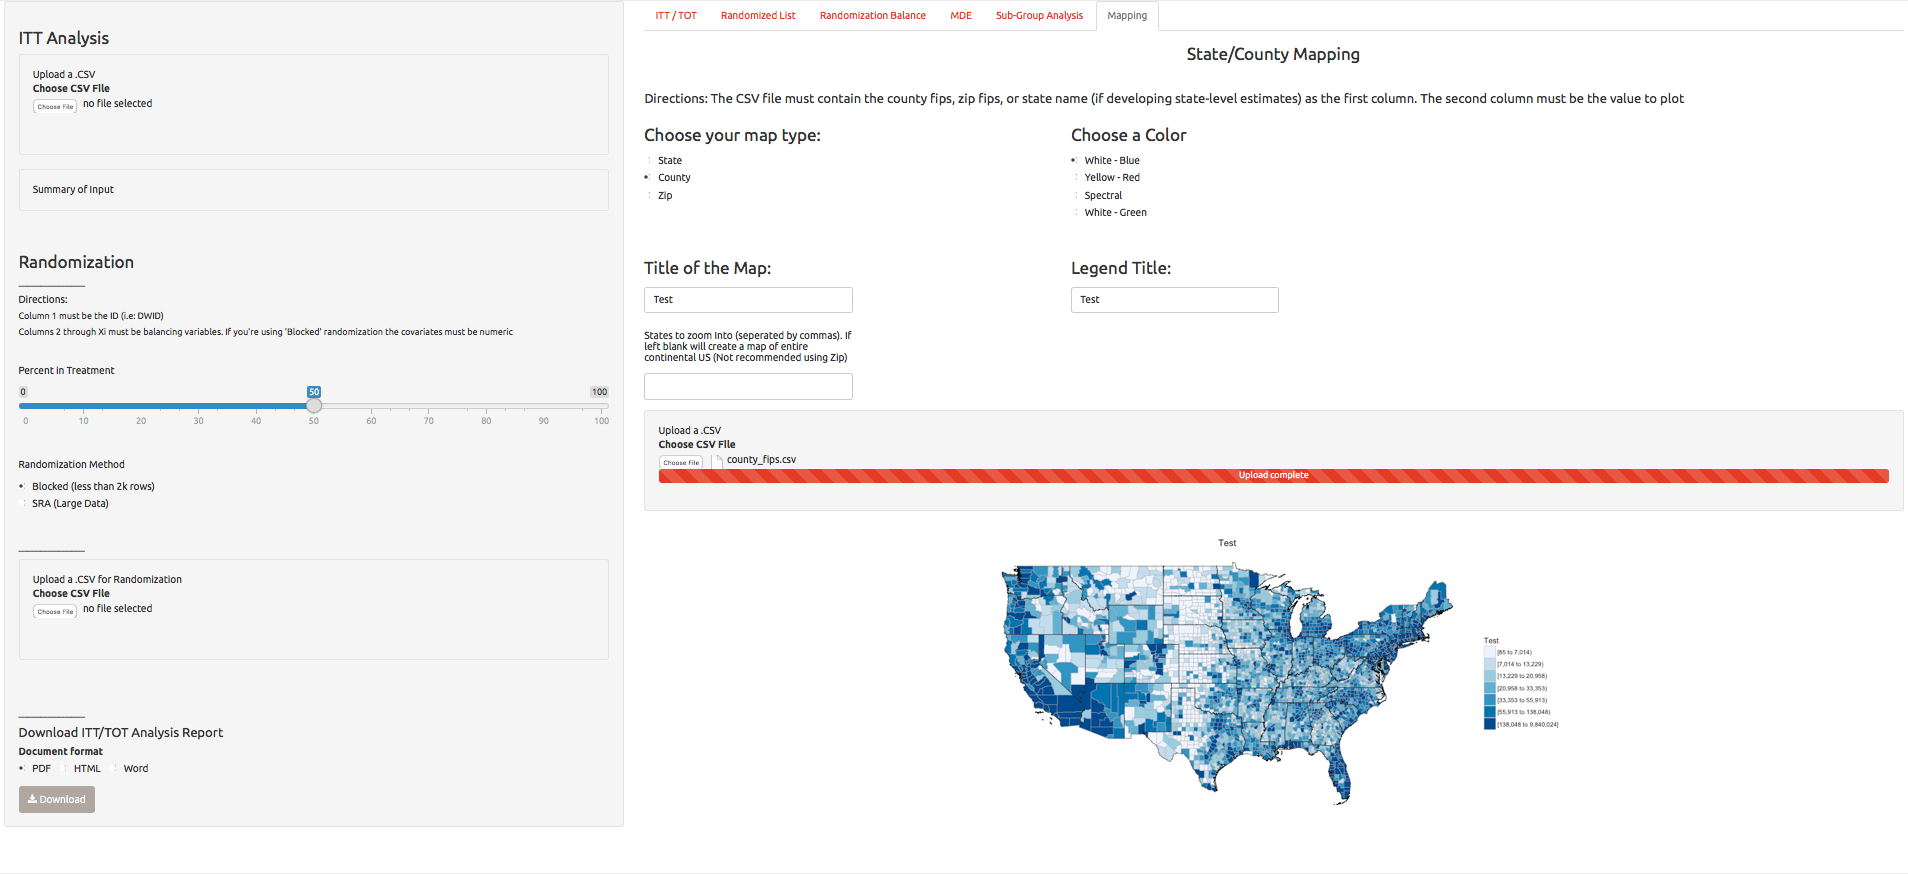 ITT Analysis
Upload a .CSV
Choose CSV File
Choose File no file selected
Summary of Input
Randomization
Directions:
Column 1 must be the ID (i.e: DWID)
Columns 2 through Xi must be balancing variables. If you're using 'Blocked' randomization the covariates must be numeric
Percent in Treatment
0 50 100
0 10 20 30 40 50 60 70 80 90 100
Randomization Method
Blocked (less than 2k rows)
SRA (Large Data)
Upload a .CSV for Randomization
Choose CSV File
Choose File no file selected
Download ITT/TOT Analysis Report
Document format
PDF HTML Word
Download
ITT / TOT Randomized List Randomization Balance MDE Sub-Group Analysis Mapping
State/County Mapping
Directions: The CSV file must contain the county fips, zip fips, or state name (if developing state-level estimates) as the first column. The second column must be the value to plot
Choose your map type:
State
County
Zip
Choose a Color
White - Blue
Yellow - Red
Spectral
White - Green
Title of the Map:
Test
Legend Title:
Test
States to zoom into (seperated by commas). If
left blank will create a map of entire
continental US (Not recommended using Zip)
Upload a .CSV
Choose CSV File
Choose File county_fips.csv
Upload complete
Test
Test
[85 to 7,014)
[7,014 to 13,229)
[13,229 to 20,958)
[20,958 to 33,353)
[33,353 to 55,913)
[55,913 to 138,048)
[138,048 to 9,840,024]